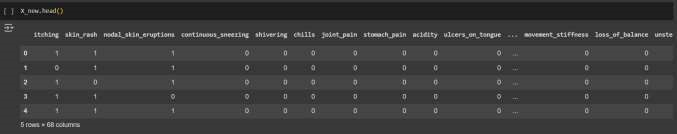 [ ] X_new.head()
itching skin_rash nodal_skin_eruptions continuous_sneezing shivering chills joint_pain stomach_pain acidity ulcers_on_tongue ... movement_stiffness loss_of_balance unste
0 1 1 1 0 0 0 0 0 0 0 ... 0 0
1 0 1 1 0 0 0 0 0 0 0 ... 0 0
2 1 0 1 0 0 0 0 0 0 0 ... 0 0
3 1 1 0 0 0 0 0 0 0 0 ... 0 0
4 1 1 1 0 0 0 0 0 0 0 ... 0 0
5 rows × 68 columns